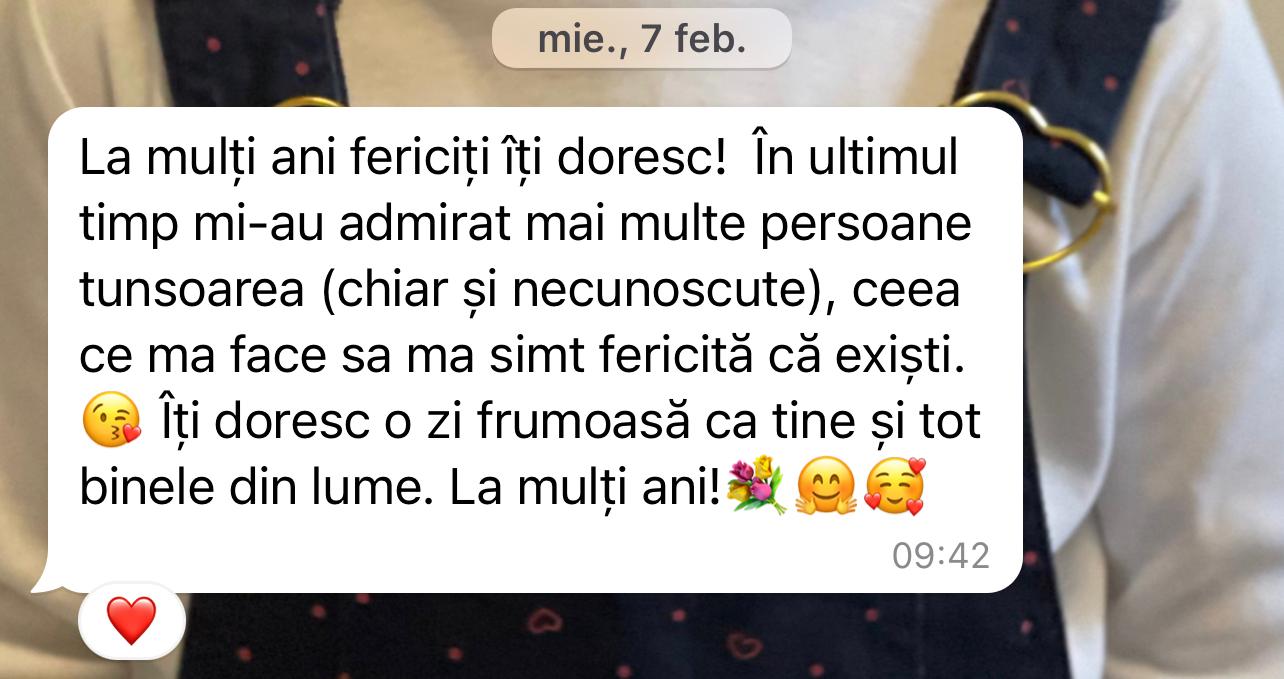 mie., 7 feb.
La mulți ani fericiți îți doresc!  În ultimul
timp mi-au admirat mai multe persoane
tunsoarea (chiar și necunoscute), ceea
ce ma face sa ma simt fericită că exiști.
😘 Îți doresc o zi frumoasă ca tine și tot
binele din lume. La mulți ani!💐🤗🥰
09:42
❤️